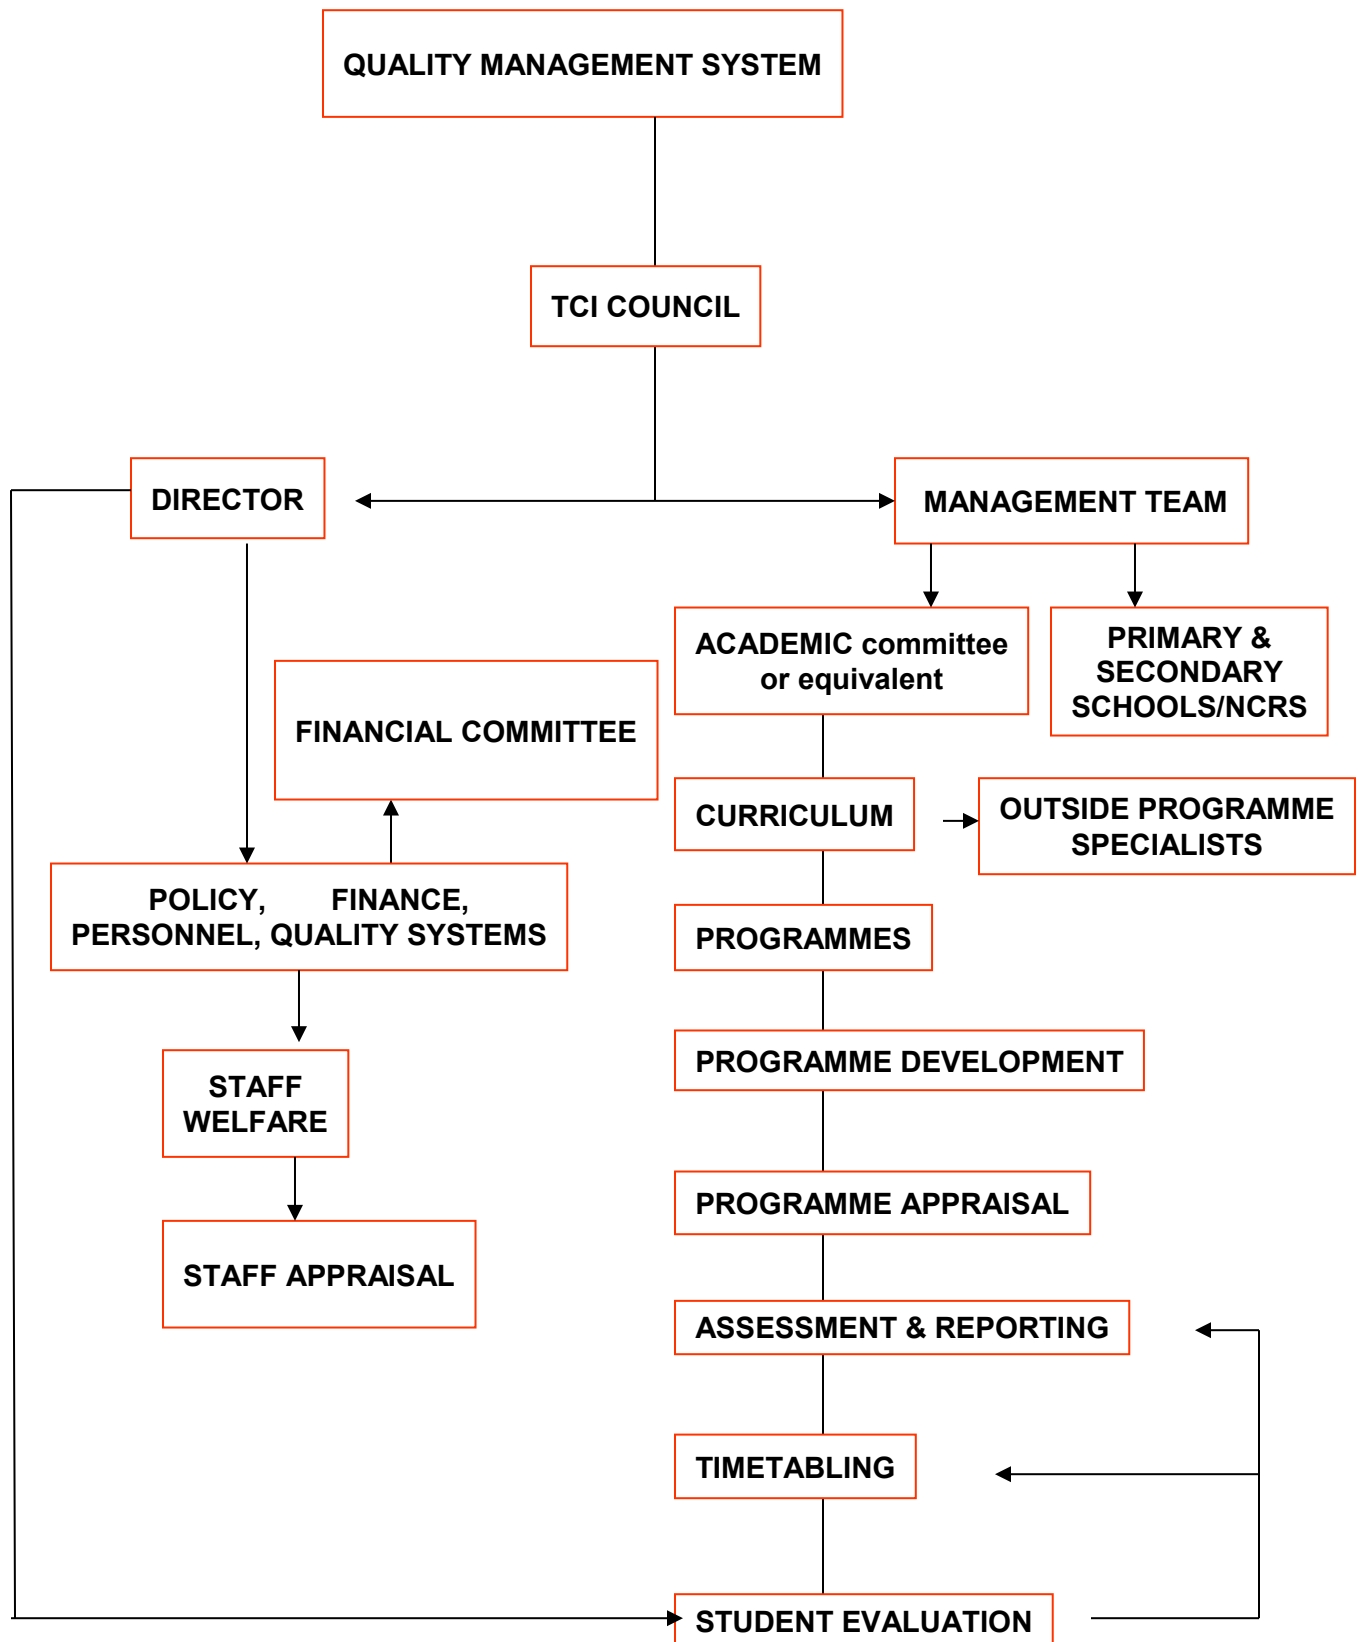 QUALITY MANAGEMENT SYSTEM
TCI COUNCIL
DIRECTOR
MANAGEMENT TEAM
ACADEMIC committee
or equivalent
PRIMARY &
SECONDARY
SCHOOLS/NCRS
FINANCIAL COMMITTEE
CURRICULUM
OUTSIDE PROGRAMME
SPECIALISTS
POLICY, FINANCE,
PERSONNEL, QUALITY SYSTEMS
PROGRAMMES
STAFF
WELFARE
PROGRAMME DEVELOPMENT
PROGRAMME APPRAISAL
STAFF APPRAISAL
ASSESSMENT & REPORTING
TIMETABLING
STUDENT EVALUATION